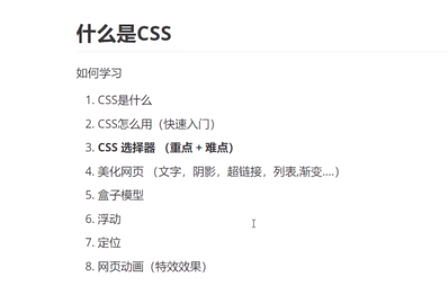 什么是CSS
如何学习
1. CSS是什么
2. CSS怎么用（快速入门）
3. CSS 选择器 （重点 + 难点）
4. 美化网页 （文字，阴影，超链接，列表,渐变....）
5. 盒子模型
6. 浮动
7. 定位
8. 网页动画（特效效果）